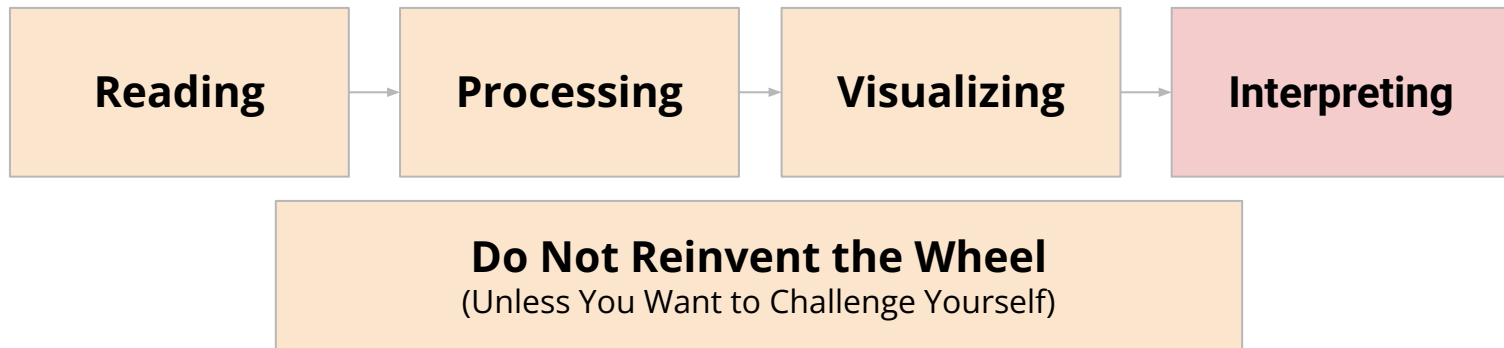 Reading
Processing
Visualizing
Interpreting
Do Not Reinvent the Wheel
(Unless You Want to Challenge Yourself)